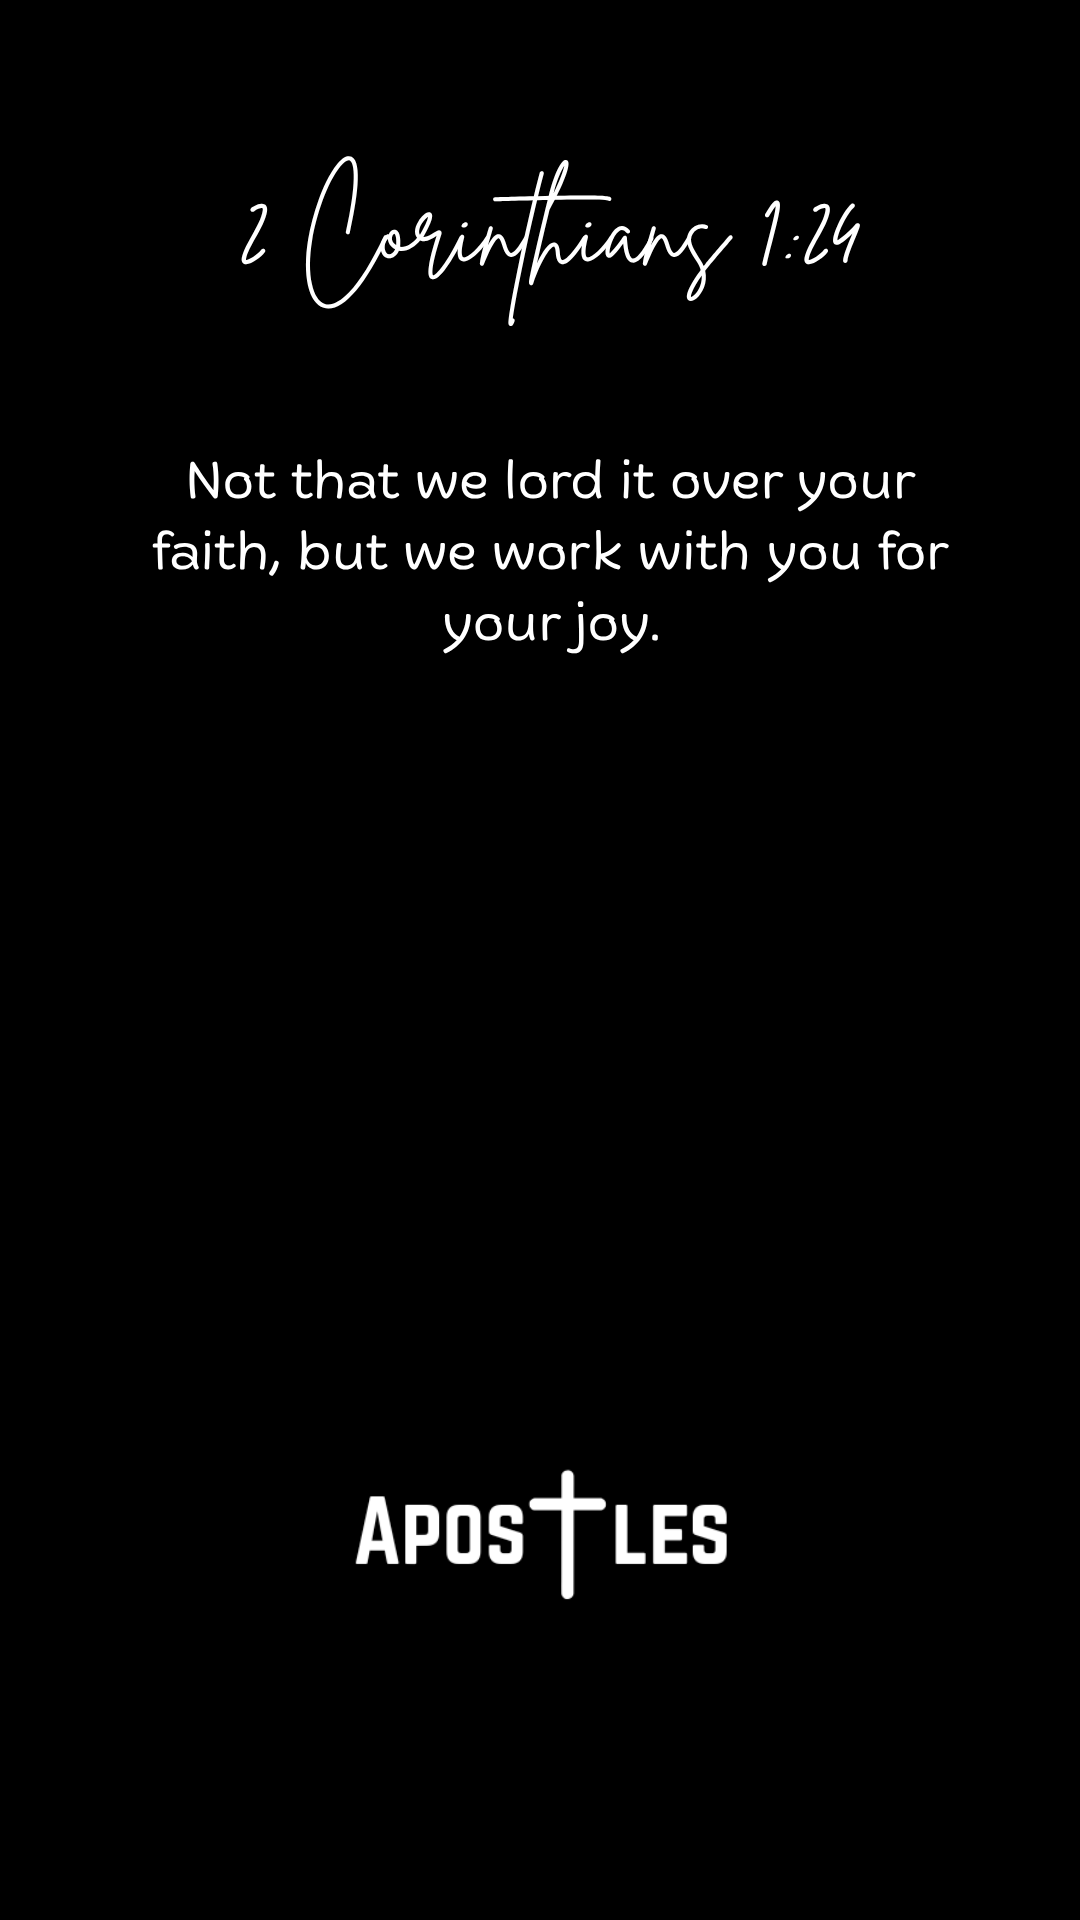 2 Corinthians 1:24
Not that we lord it over your
faith, but we work with you for
your joy.
APOSTLES